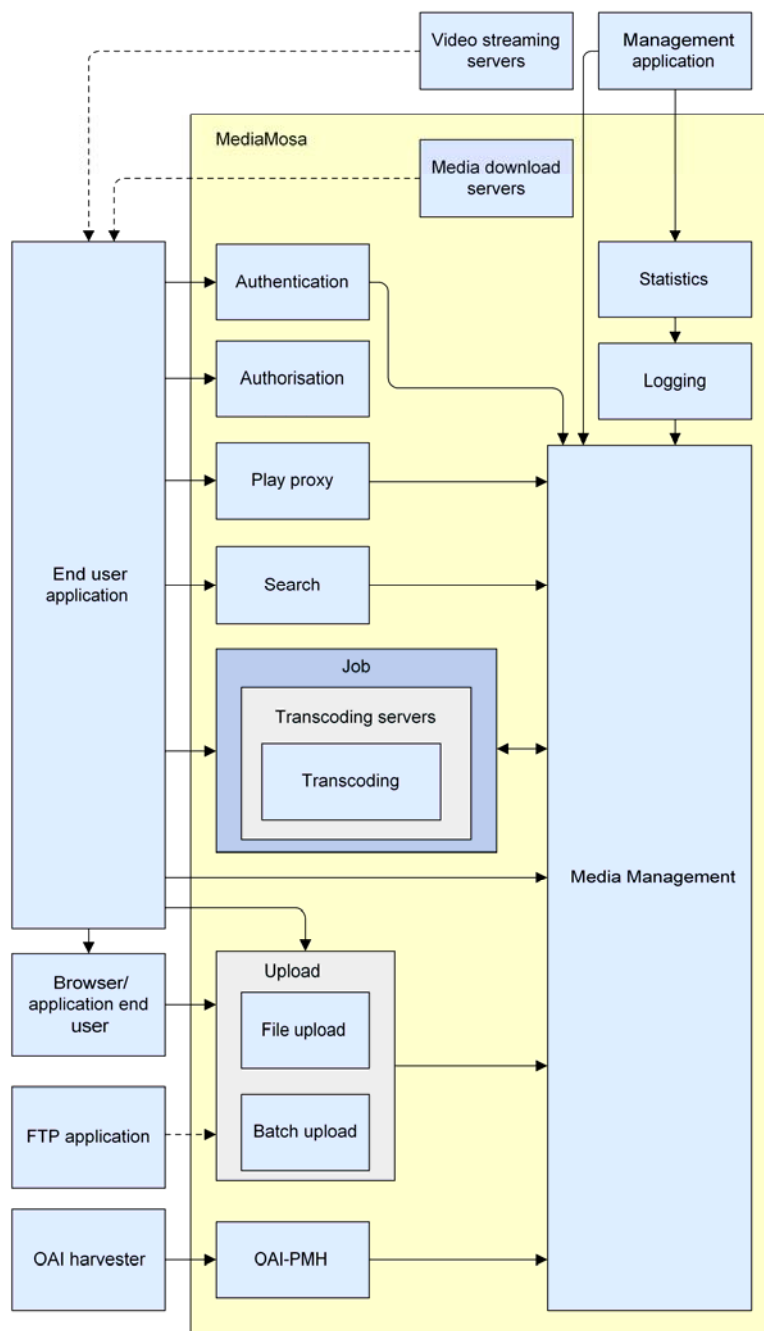 Video streaming
servers
Management
application
MediaMosa
Media download
servers
Authentication
Statistics
Authorisation
Logging
Play proxy
End user
application
Search
Job
Transcoding servers
Transcoding
Media Management
Upload
Browser/
application end
user
File upload
FTP application
Batch upload
OAI harvester
OAI-PMH